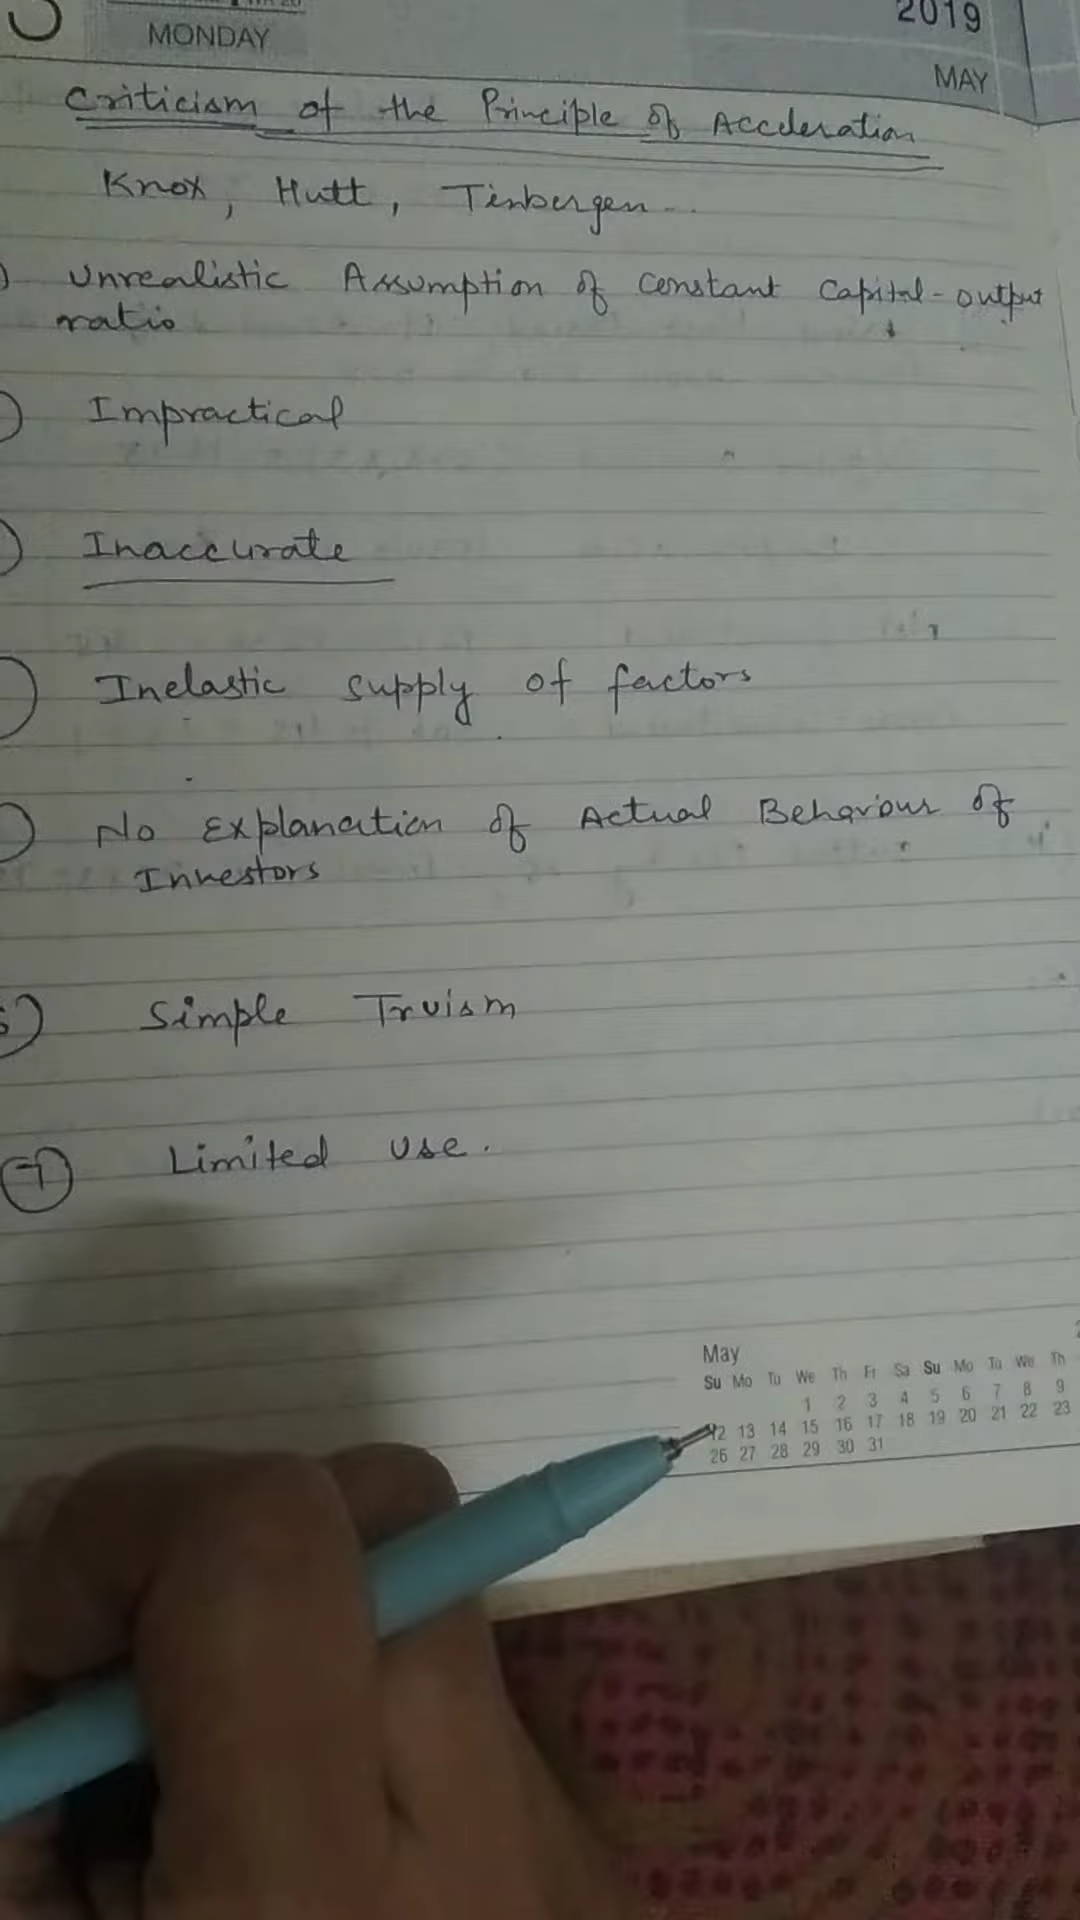 MONDAY
2019
MAY
Criticism of the Principle of Acceleration
Knox, Hutt, Tinbergen..
Unrealistic Assumption of Constant Capital-output
ratio
Impractical
Inaccurate
Inelastic supply of factors
No Explanation of Actual Behaviour of
Investors
Simple Truism
7 Limited use.
May
Su Mo Tu We Th Fr Sa Su Mo Tu We Th
1 2 3 4 5 6 7 8 9
12 13 14 15 16 17 18 19 20 21 22 23
26 27 28 29 30 31